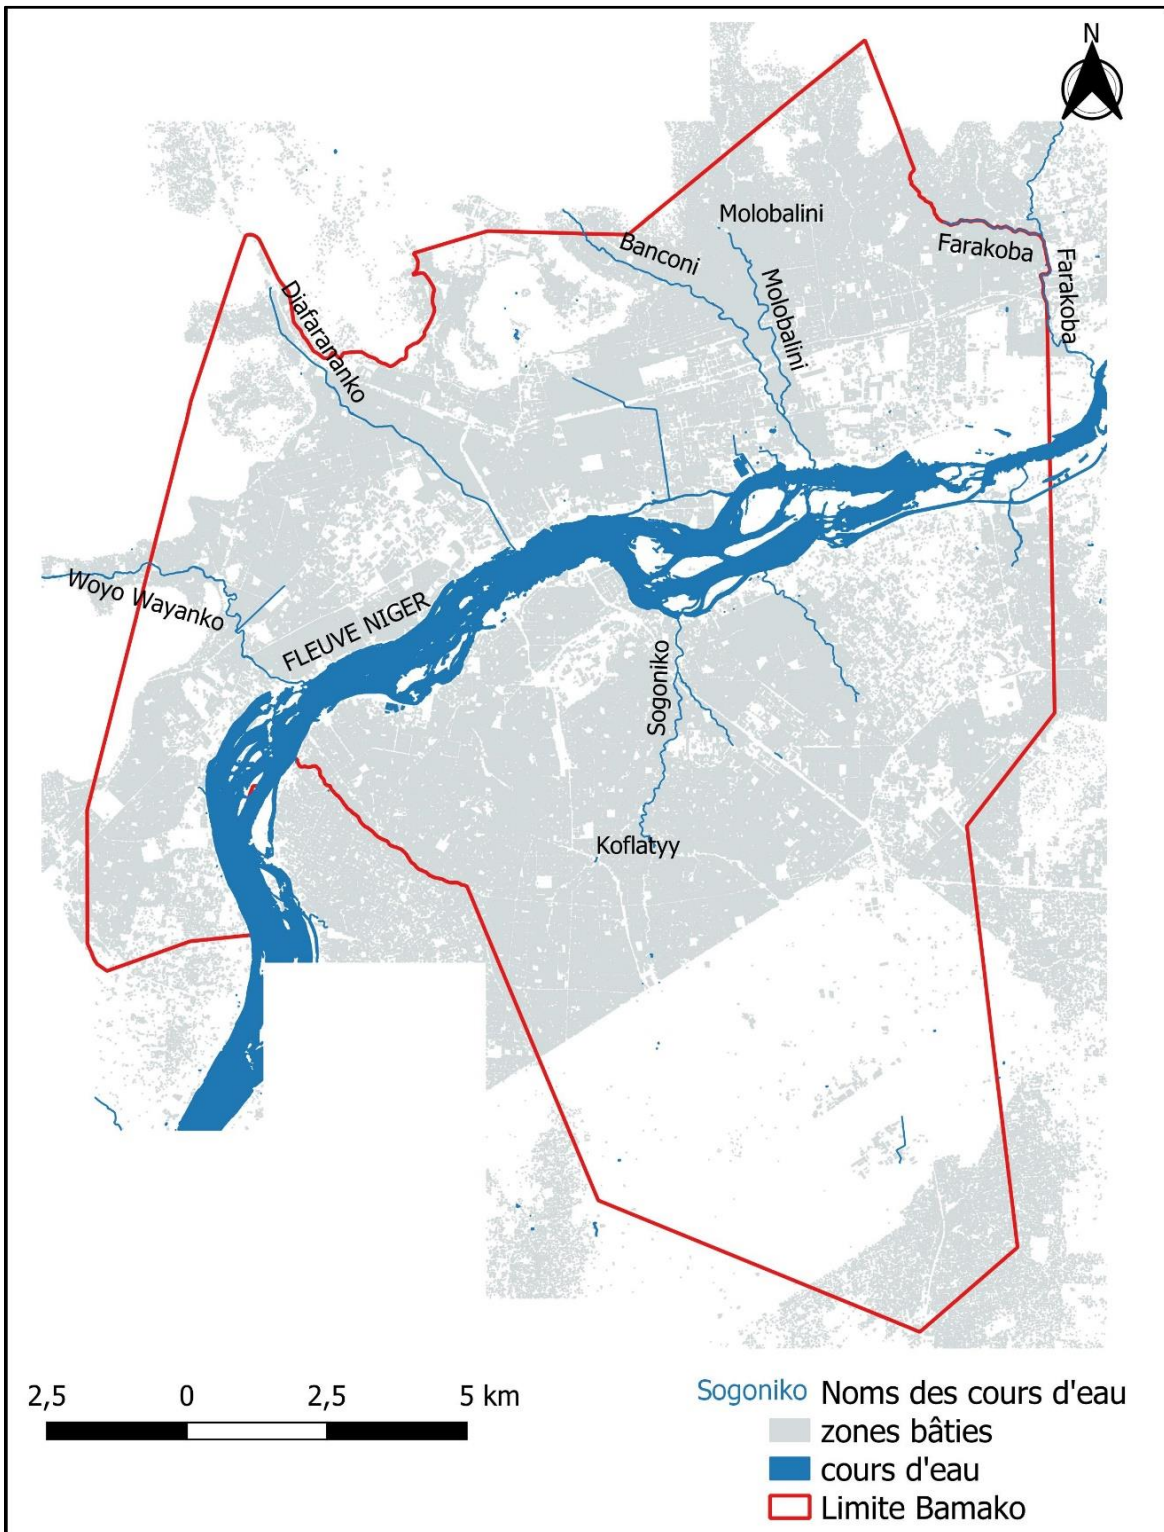 N
Molobalini
Banconi
Farakoba
Farakoba
Molobalini
Diafarananko
Woyo Wayanko
FLEUVE NIGER
Sogoniko
Koflatyy
2,5 0 2,5 5 km
Sogoniko Noms des cours d'eau
zones bâties
cours d'eau
Limite Bamako